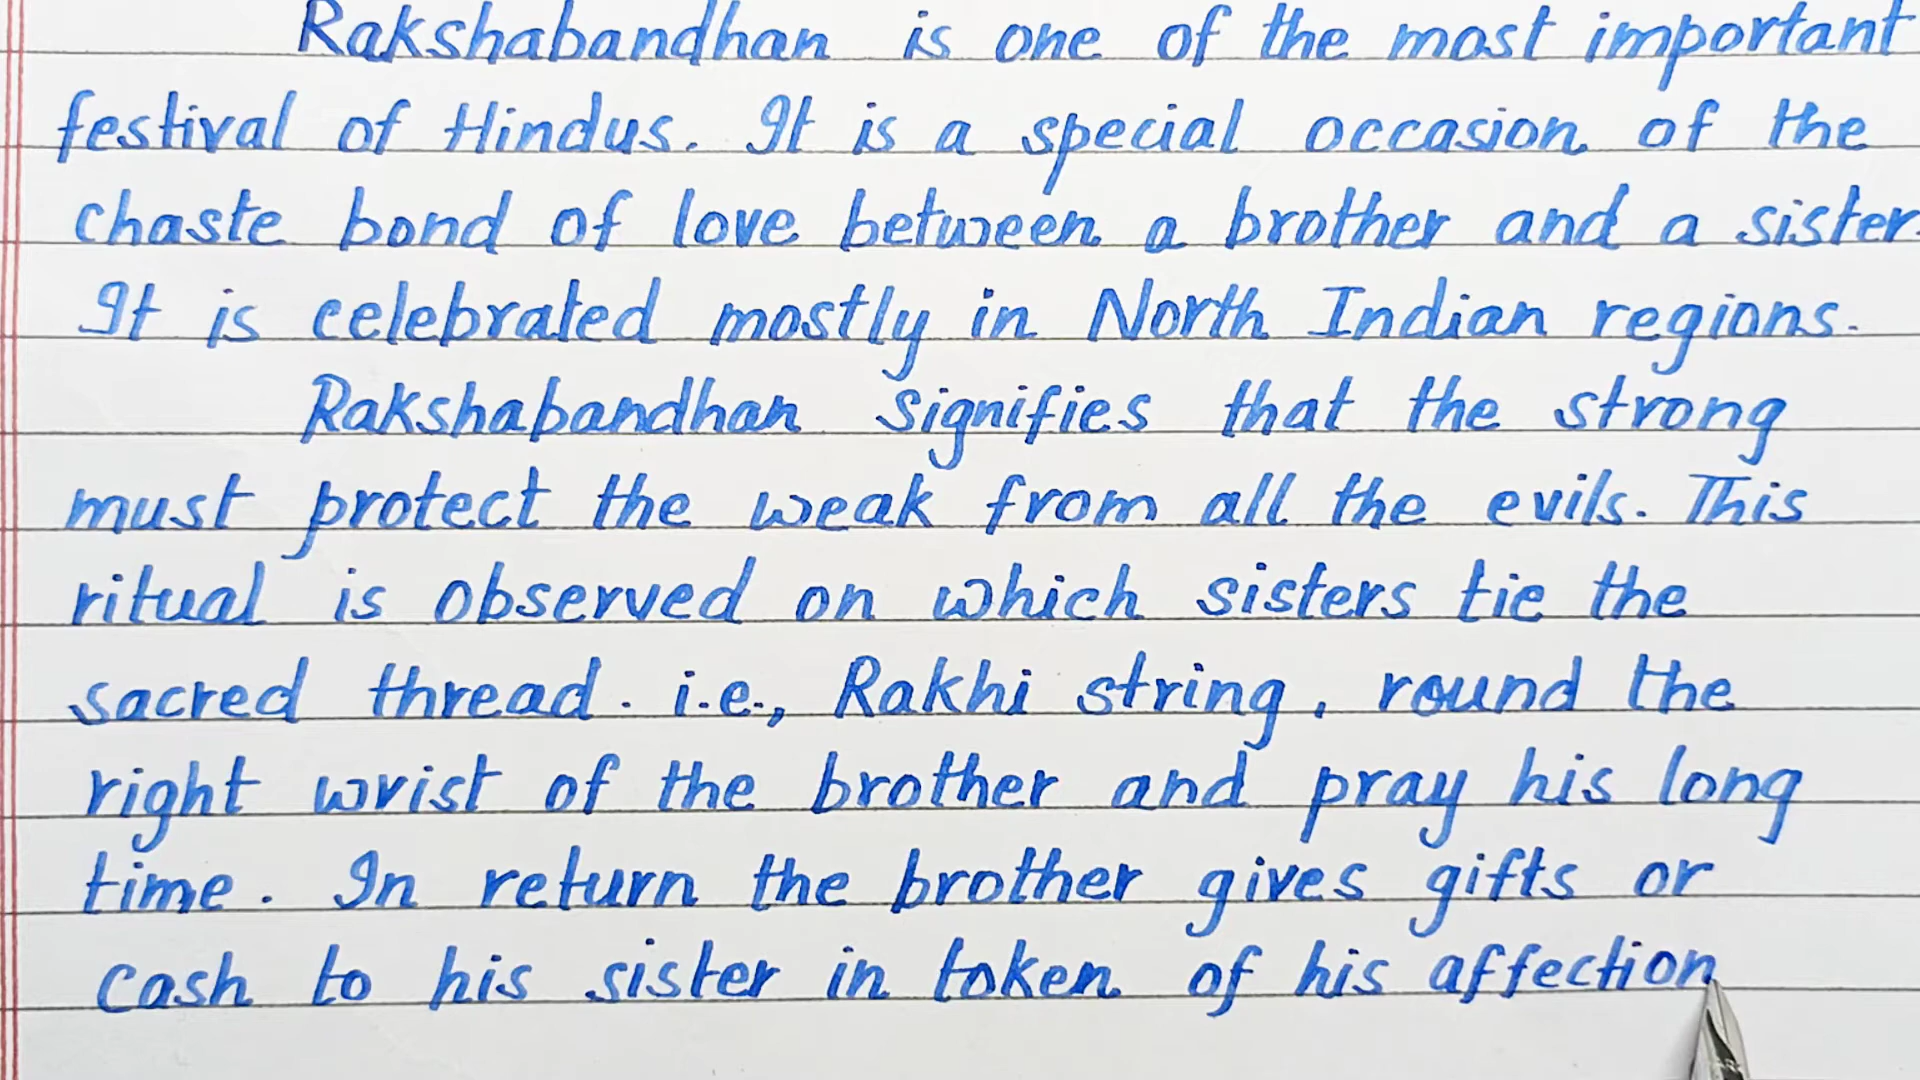 Rakshabandhan is one of the most important
festival of Hindus. It is a special occasion of the
chaste bond of love between a brother and a sister.
It is celebrated mostly in North Indian regions.
Rakshabandhan signifies that the strong
must protect the weak from all the evils. This
ritual is observed on which sisters tie the
sacred thread. i.e., Rakhi string, round the
right wrist of the brother and pray his long
time. In return the brother gives gifts or
cash to his sister in token of his affection